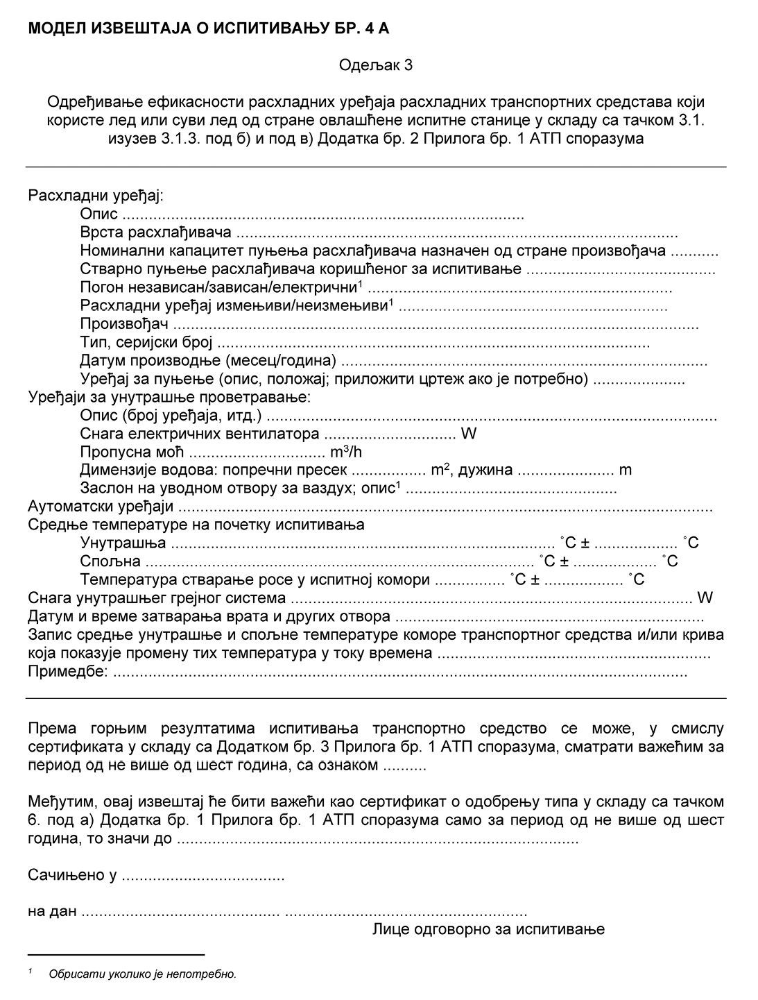 МОДЕЛ ИЗВЕШТАЈА О ИСПИТИВАЊУ БР. 4 А
Одељак 3
Одређивање ефикасности расхладних уређаја расхладних транспортних средстава који
користе лед или суви лед од стране овлашћене испитне станице у складу са тачком 3.1.
изузев 3.1.3. под б) и под в) Додатка бр. 2 Прилога бр. 1 АТП споразума
Расхладни уређај:
Опис ............................................................................................
Врста расхлађивача .....................................................................................................
Номинални капацитет пуњења расхлађивача назначен од стране произвођача ...........
Стварно пуњење расхлађивача коришћеног за испитивање ...........................................
Погон независан/зависан/електрични¹ .....................................................................
Расхладни уређај измењиви/неизмењиви¹ .............................................................
Произвођач ........................................................................................................................
Тип, серијски број ...................................................................................................
Датум производње (месец/година) ....................................................................................
Уређај за пуњење (опис, положај; приложити цртеж ако је потребно) .....................
Уређаји за унутрашње проветравање:
Опис (број уређаја, итд.) .......................................................................................................
Снага електричних вентилатора .............................. W
Пропусна моћ ............................... m³/h
Димензије водова: попречни пресек ................. m², дужина ...................... m
Заслон на уводном отвору за ваздух; опис¹ ................................................
Аутоматски уређаји ..........................................................................................................................
Средње температуре на почетку испитивања
Унутрашња ........................................................................................ ˚C ± ................... ˚C
Спољна ......................................................................................... ˚C ± ................... ˚C
Температура стварање росе у испитној комори ................ ˚C ± .................. ˚C
Снага унутрашњег грејног система ............................................................................................ W
Датум и време затварања врата и других отвора .......................................................................
Запис средње унутрашње и спољне температуре коморе транспортног средства и/или крива
која показује промену тих температура у току времена ..............................................................
Примедбе: ....................................................................................................................................
Према горњим резултатима испитивања транспортно средство се може, у смислу
сертификата у складу са Додатком бр. 3 Прилога бр. 1 АТП споразума, сматрати важећим за
период од не више од шест година, са ознаком ..........
Међутим, овај извештај ће бити важећи као сертификат о одобрењу типа у складу са тачком
6. под а) Додатка бр. 1 Прилога бр. 1 АТП споразума само за период од не више од шест
година, то значи до ............................................................................................
Сачињено у .....................................
на дан ............................................. .......................................................
Лице одговорно за испитивање
¹ Обрисати уколико је непотребно.